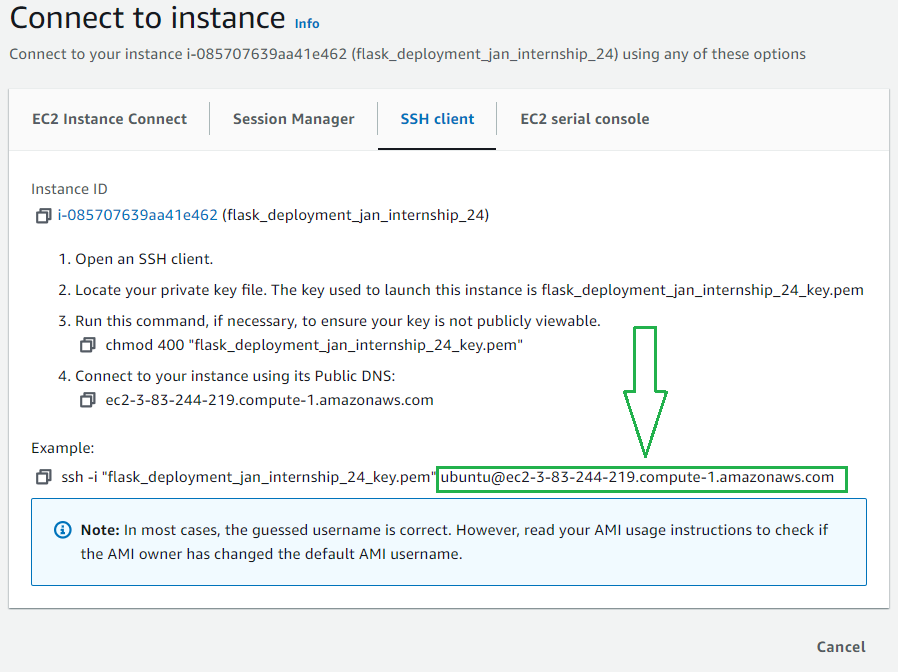 Connect to instance Info
Connect to your instance i-085707639aa41e462 (flask_deployment_jan_internship_24) using any of these options
EC2 Instance Connect
Session Manager
SSH client
EC2 serial console
Instance ID
i-085707639aa41e462 (flask_deployment_jan_internship_24)
1. Open an SSH client.
2. Locate your private key file. The key used to launch this instance is flask_deployment_jan_internship_24_key.pem
3. Run this command, if necessary, to ensure your key is not publicly viewable.
chmod 400 "flask_deployment_jan_internship_24_key.pem"
4. Connect to your instance using its Public DNS:
ec2-3-83-244-219.compute-1.amazonaws.com
Example:
ssh -i "flask_deployment_jan_internship_24_key.pem" ubuntu@ec2-3-83-244-219.compute-1.amazonaws.com
Note: In most cases, the guessed username is correct. However, read your AMI usage instructions to check if
the AMI owner has changed the default AMI username.
Cancel